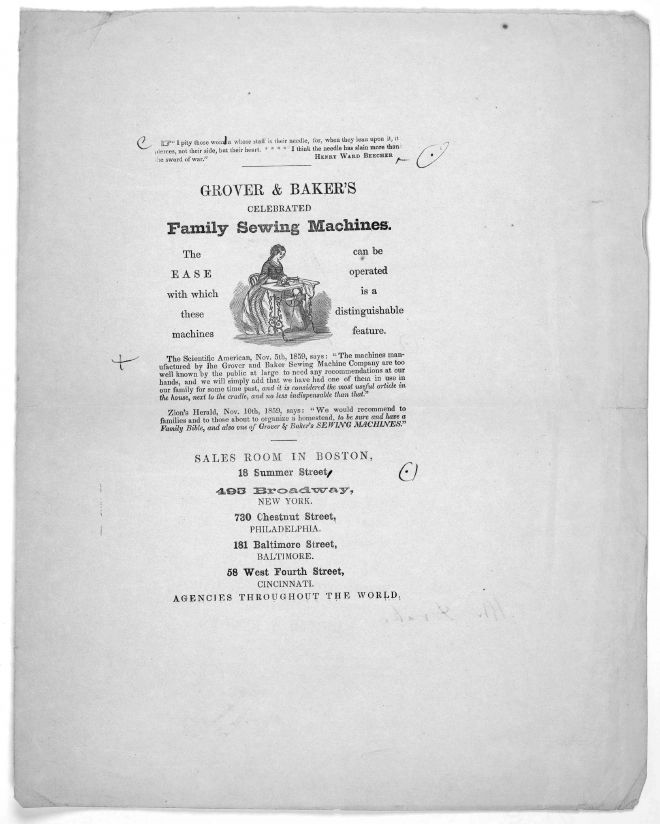 ☞ "I pity those women whose staff is their needle, for, when they lean upon it, it
pierces, not their side, but their heart. * * * * I think the needle has slain more than
the sword of war."
HENRY WARD BEECHER
GROVER & BAKER'S
CELEBRATED
Family Sewing Machines.
The can be
EASE operated
with which is a
these distinguishable
machines feature.
The Scientific American, Nov. 5th, 1859, says: "The machines man-
ufactured by the Grover and Baker Sewing Machine Company are too
well known by the public at large to need any recommendations at our
hands, and we will simply add that we have had one of them in use in
our family for some time past, and it is considered the most useful article in
the house, next to the cradle, and no less indispensable than that."
Zion's Herald, Nov. 10th, 1859, says: "We would recommend to
families and to those about to organize a homestead, to be sure and have a
Family Bible, and also one of Grover & Baker's SEWING MACHINES."
SALES ROOM IN BOSTON,
18 Summer Street,
495 Broadway,
NEW YORK.
730 Chestnut Street,
PHILADELPHIA.
181 Baltimore Street,
BALTIMORE.
58 West Fourth Street,
CINCINNATI.
AGENCIES THROUGHOUT THE WORLD.